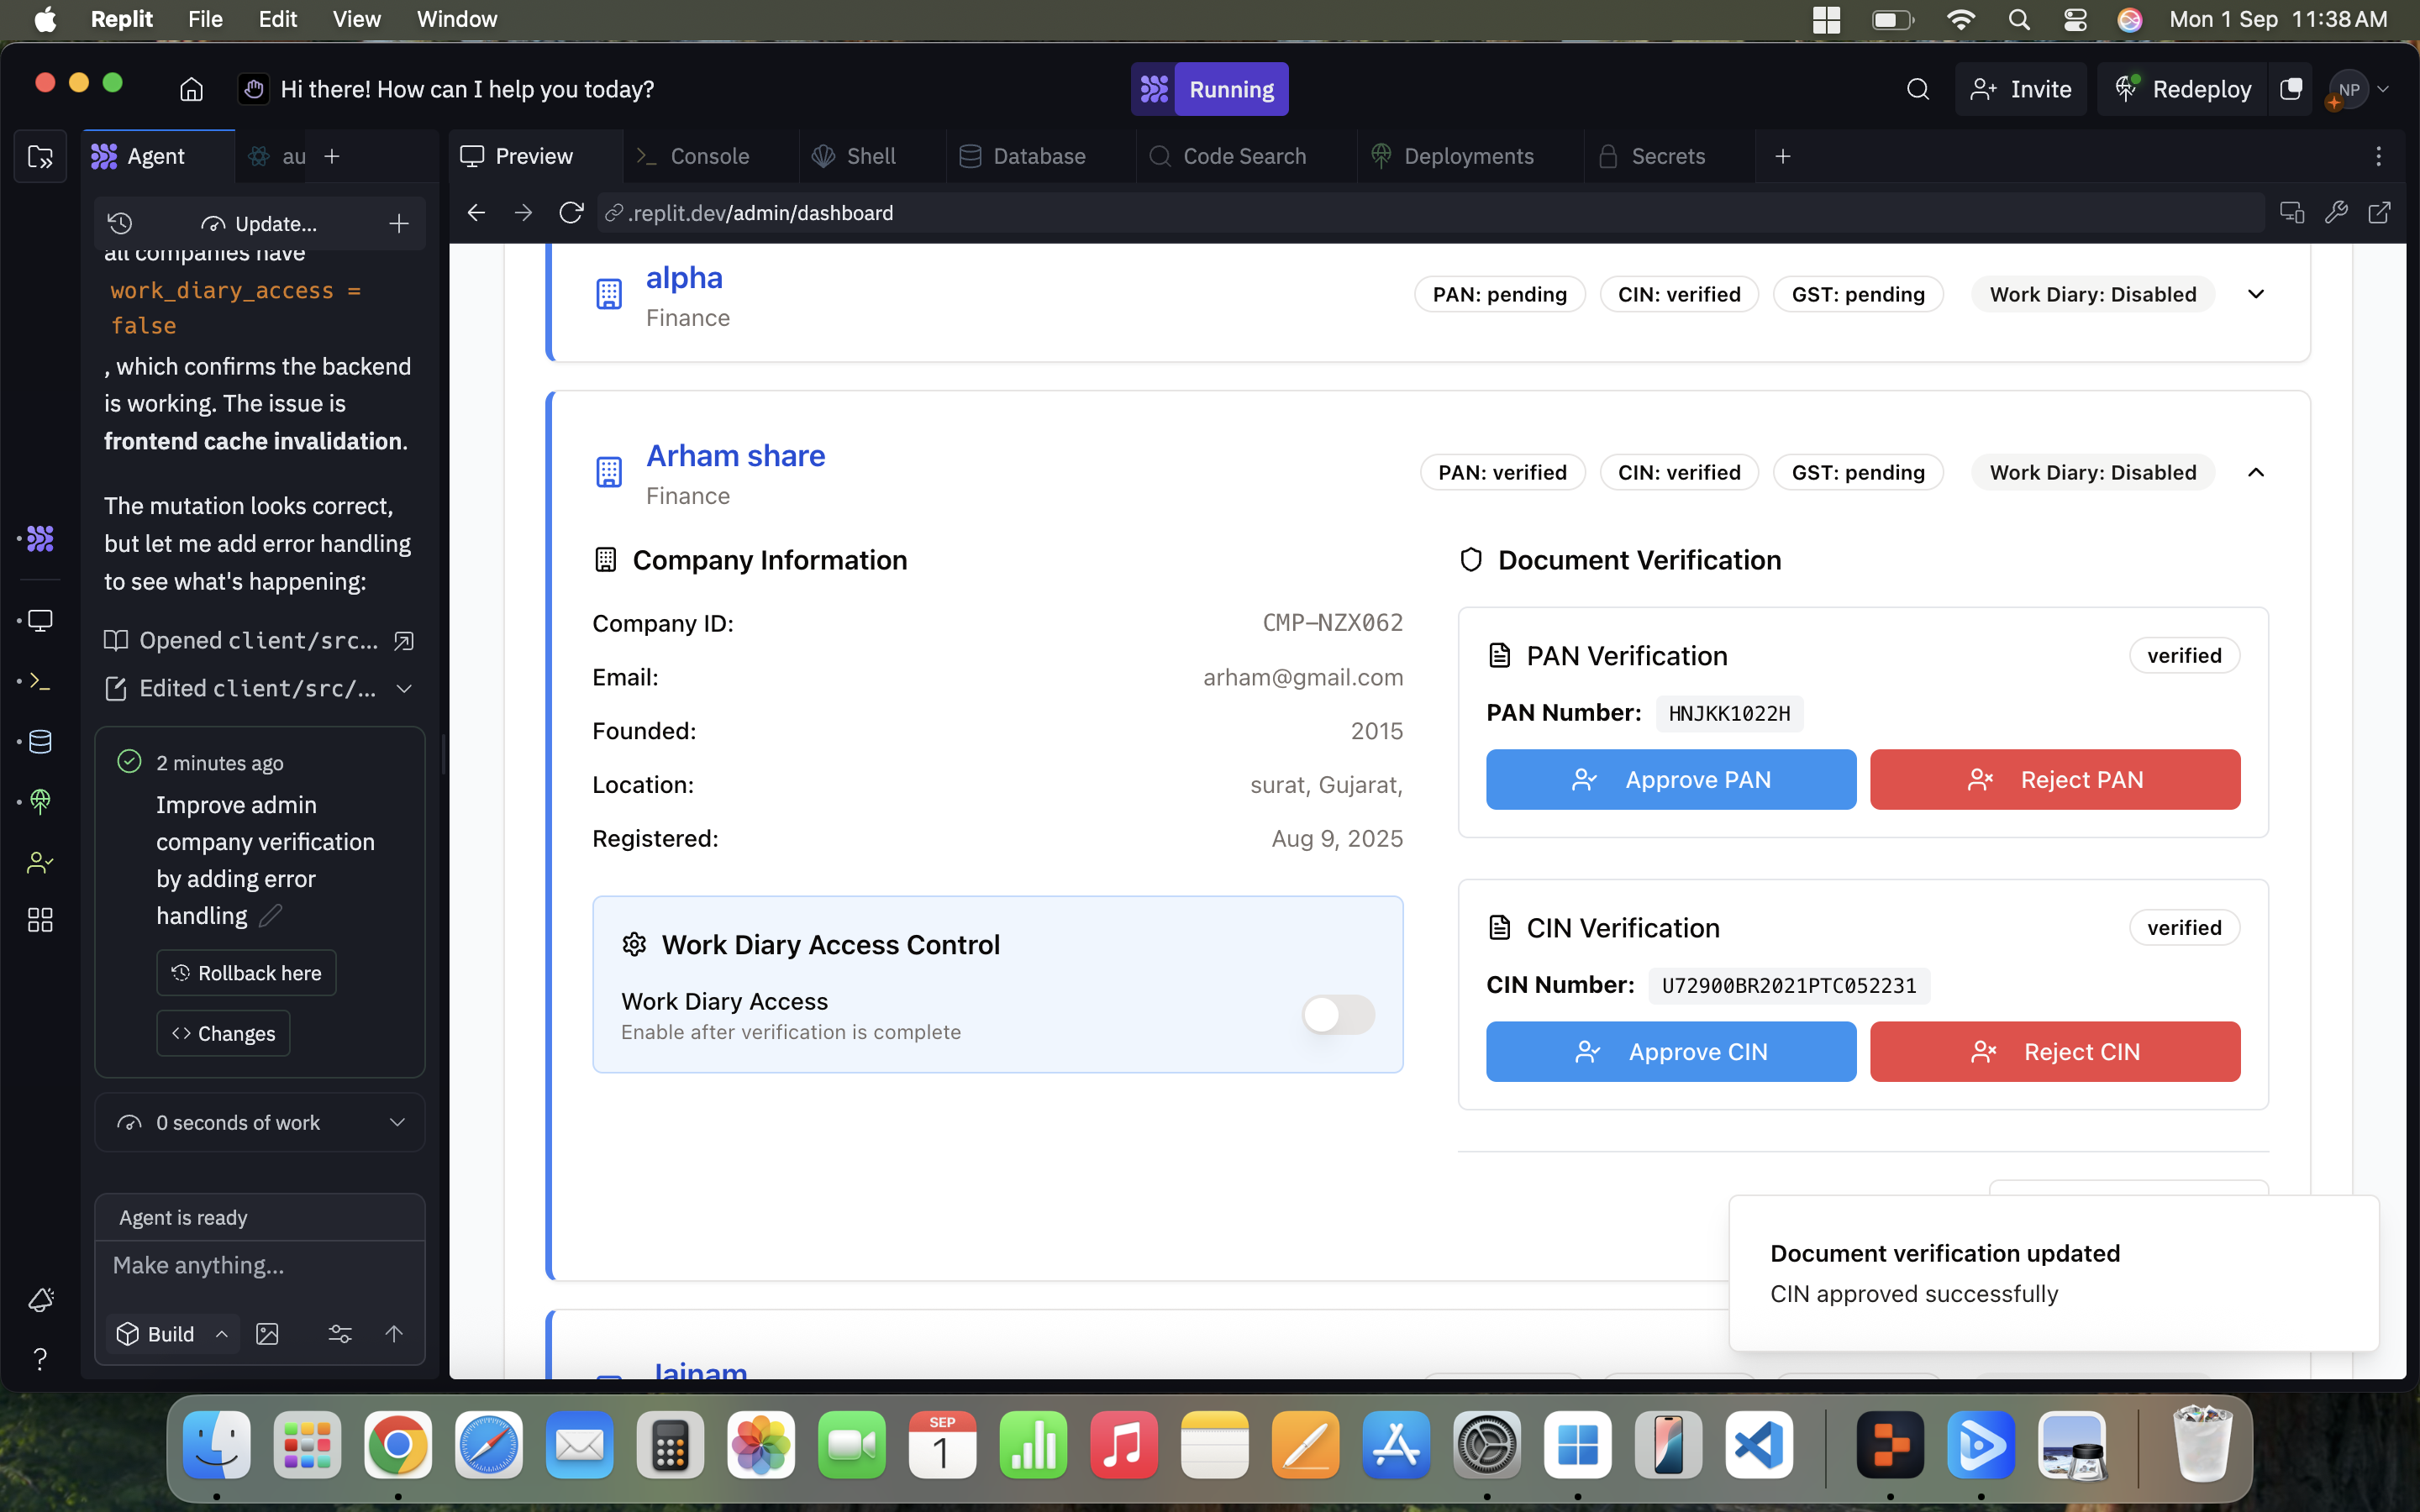 Replit File Edit View Window Mon 1 Sep 11:38 AM
Hi there! How can I help you today?
Running
Invite
Redeploy
NP
Agent
au
Preview
Console
Shell
Database
Code Search
Deployments
Secrets
Update...
.replit.dev/admin/dashboard
all companies have
work_diary_access =
false
, which confirms the backend
is working. The issue is
frontend cache invalidation.
The mutation looks correct,
but let me add error handling
to see what's happening:
Opened client/src...
Edited client/src/...
2 minutes ago
Improve admin
company verification
by adding error
handling
Rollback here
Changes
0 seconds of work
Agent is ready
Make anything...
Build
alpha
Finance
PAN: pending
CIN: verified
GST: pending
Work Diary: Disabled
Arham share
Finance
PAN: verified
CIN: verified
GST: pending
Work Diary: Disabled
Company Information
Company ID: CMP-NZX062
Email: arham@gmail.com
Founded: 2015
Location: surat, Gujarat,
Registered: Aug 9, 2025
Work Diary Access Control
Work Diary Access
Enable after verification is complete
Document Verification
PAN Verification
verified
PAN Number: HNJKK1022H
Approve PAN
Reject PAN
CIN Verification
verified
CIN Number: U72900BR2021PTC052231
Approve CIN
Reject CIN
Document verification updated
CIN approved successfully
Jainam
SEP
1